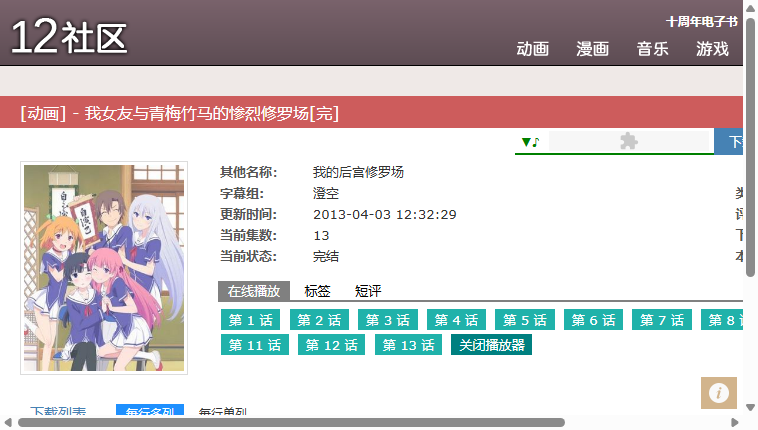 十周年电子书
12社区
动画 漫画 音乐 游戏
[动画] - 我女友与青梅竹马的惨烈修罗场[完]
▼♪
其他名称: 我的后宫修罗场
字幕组: 澄空
更新时间: 2013-04-03 12:32:29
当前集数: 13
当前状态: 完结
在线播放 标签 短评
第 1 话 第 2 话 第 3 话 第 4 话 第 5 话 第 6 话 第 7 话 第 8
第 11 话 第 12 话 第 13 话 关闭播放器
下载列表 每行多列 每行单列